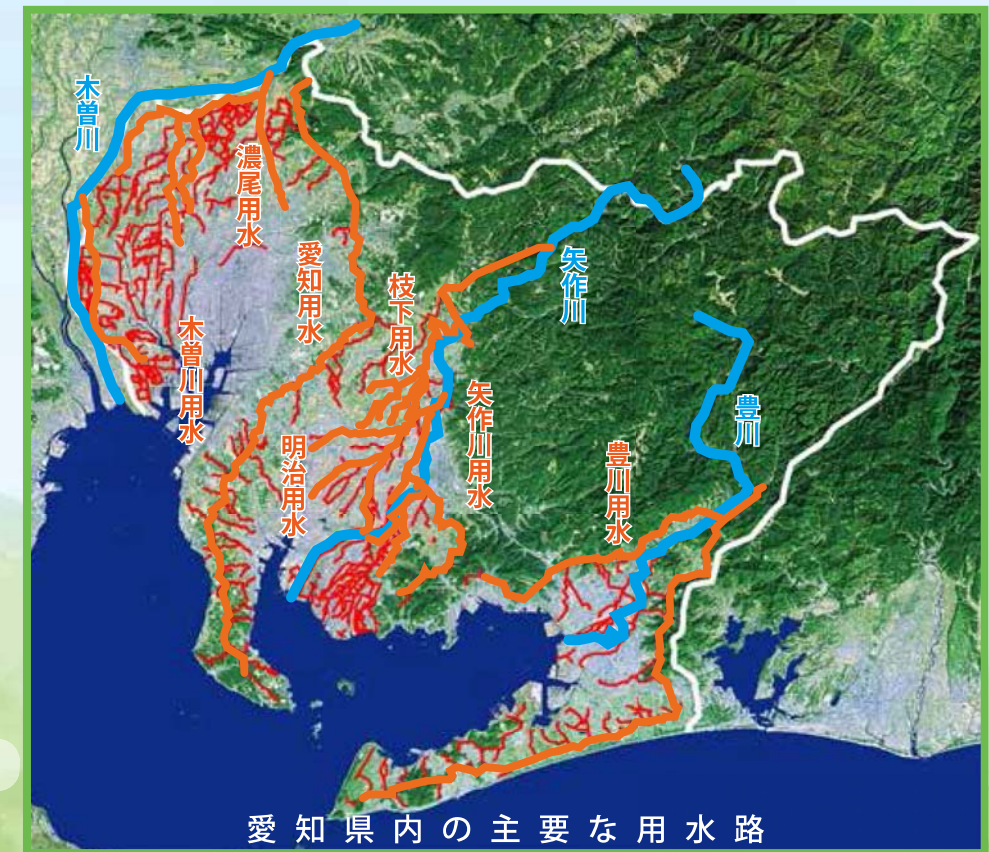 木曽川
濃尾用水
愛知用水
枝下用水
矢作川
木曽川用水
矢作川用水
豊川
明治用水
豊川用水
愛知県内の主要な用水路